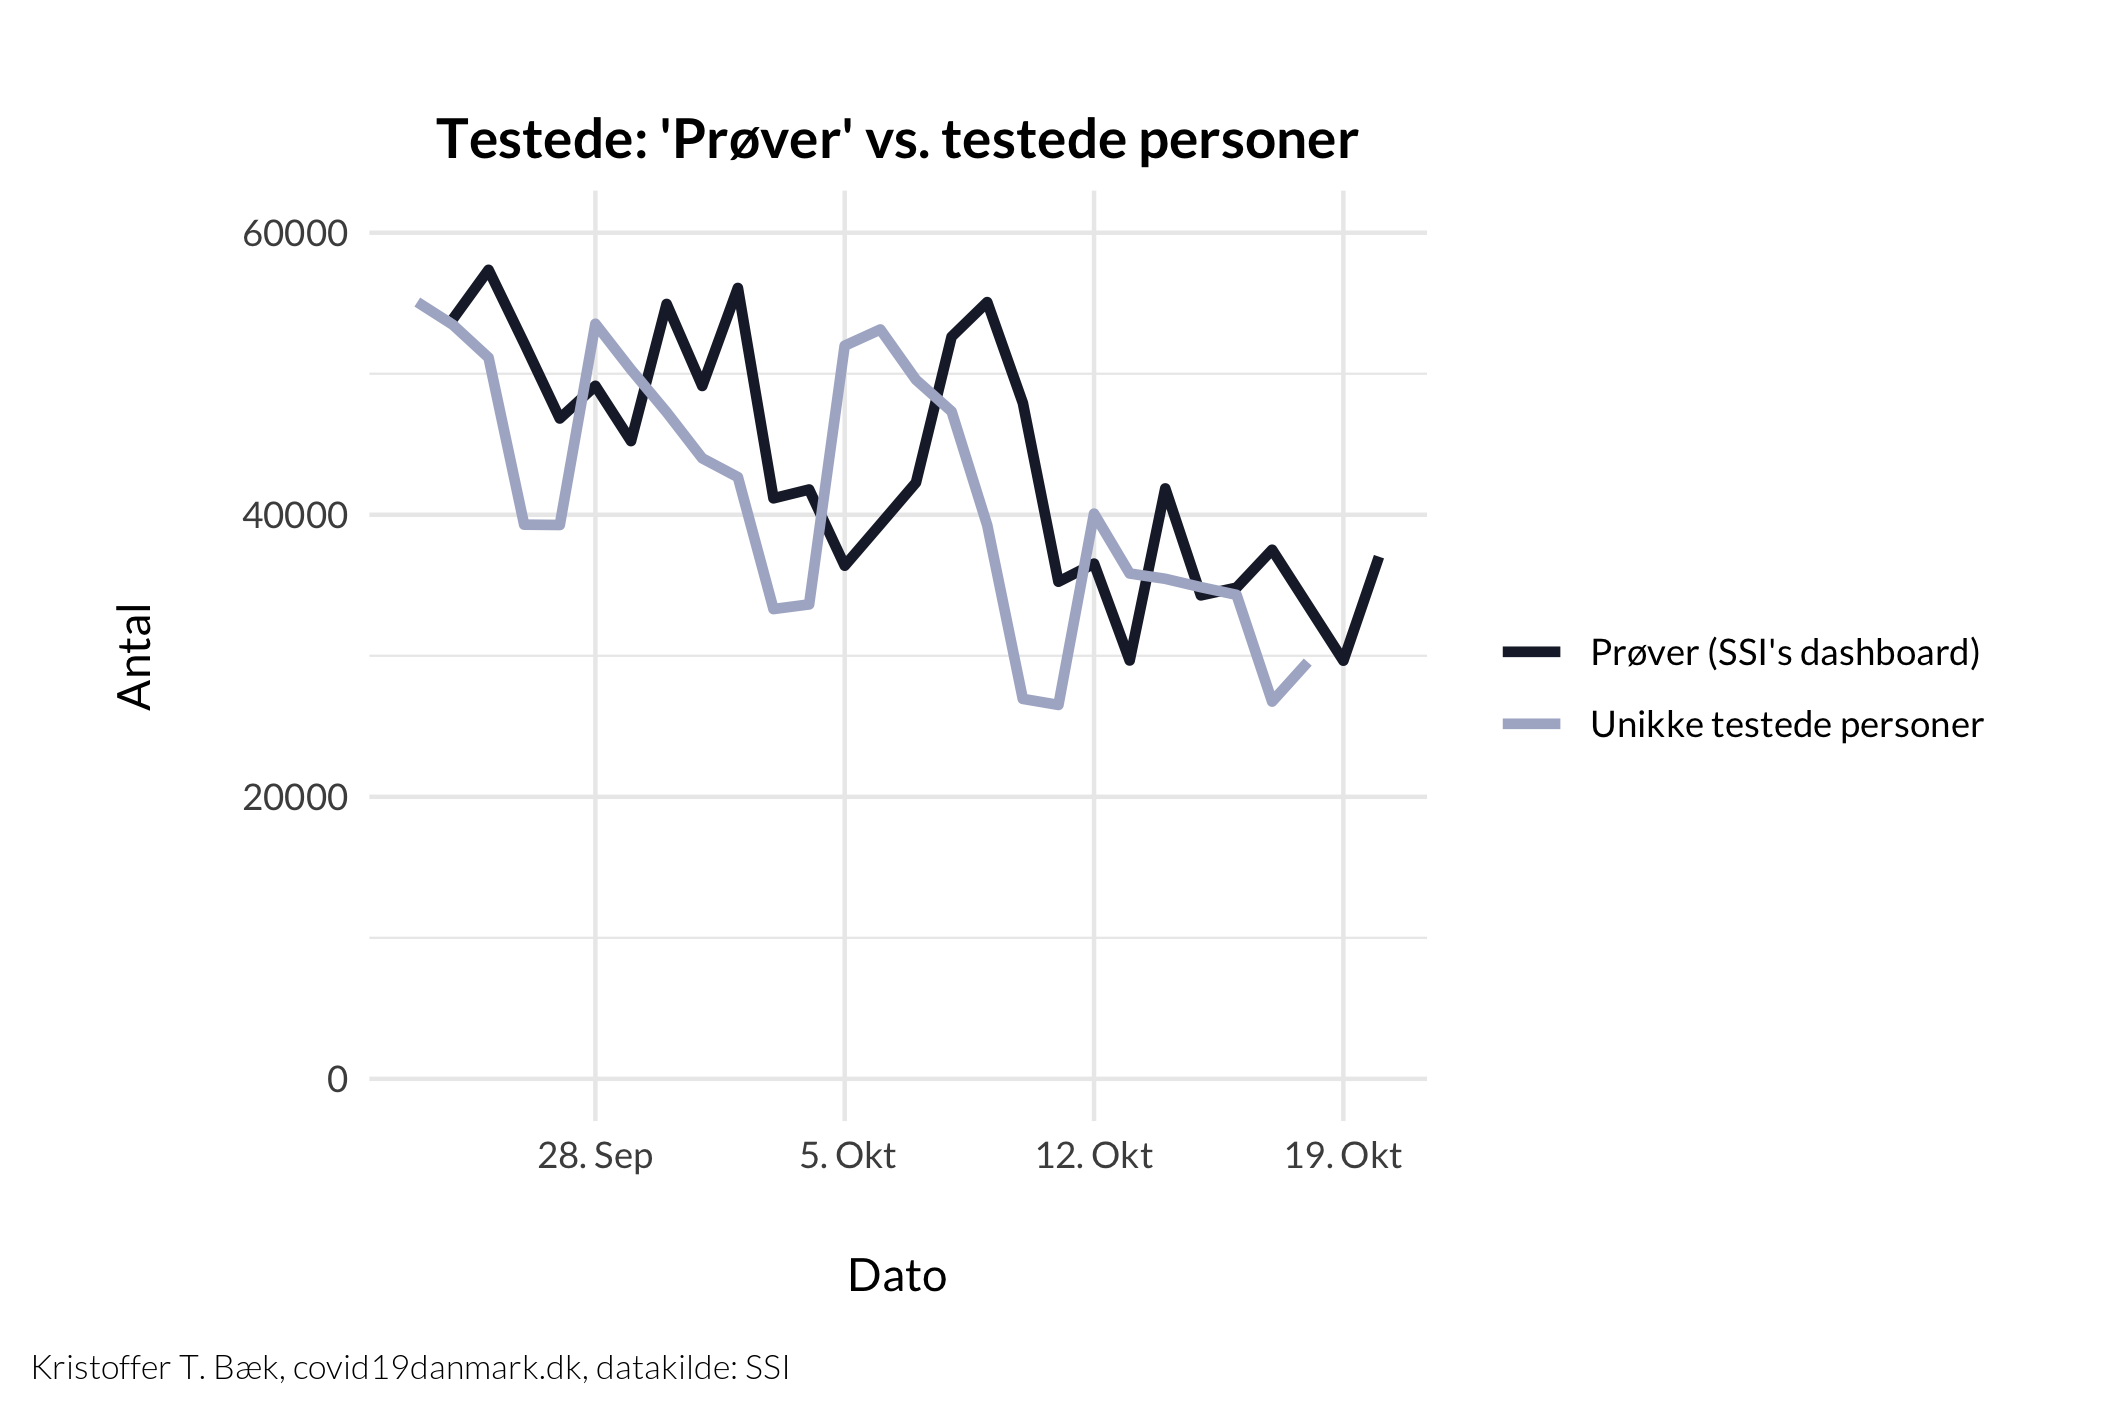 Testede: 'Prøver' vs. testede personer
60000
40000
20000
0
Antal
28. Sep
5. Okt
12. Okt
19. Okt
Dato
Prøver (SSI's dashboard)
Unikke testede personer
Kristoffer T. Bæk, covid19danmark.dk, datakilde: SSI